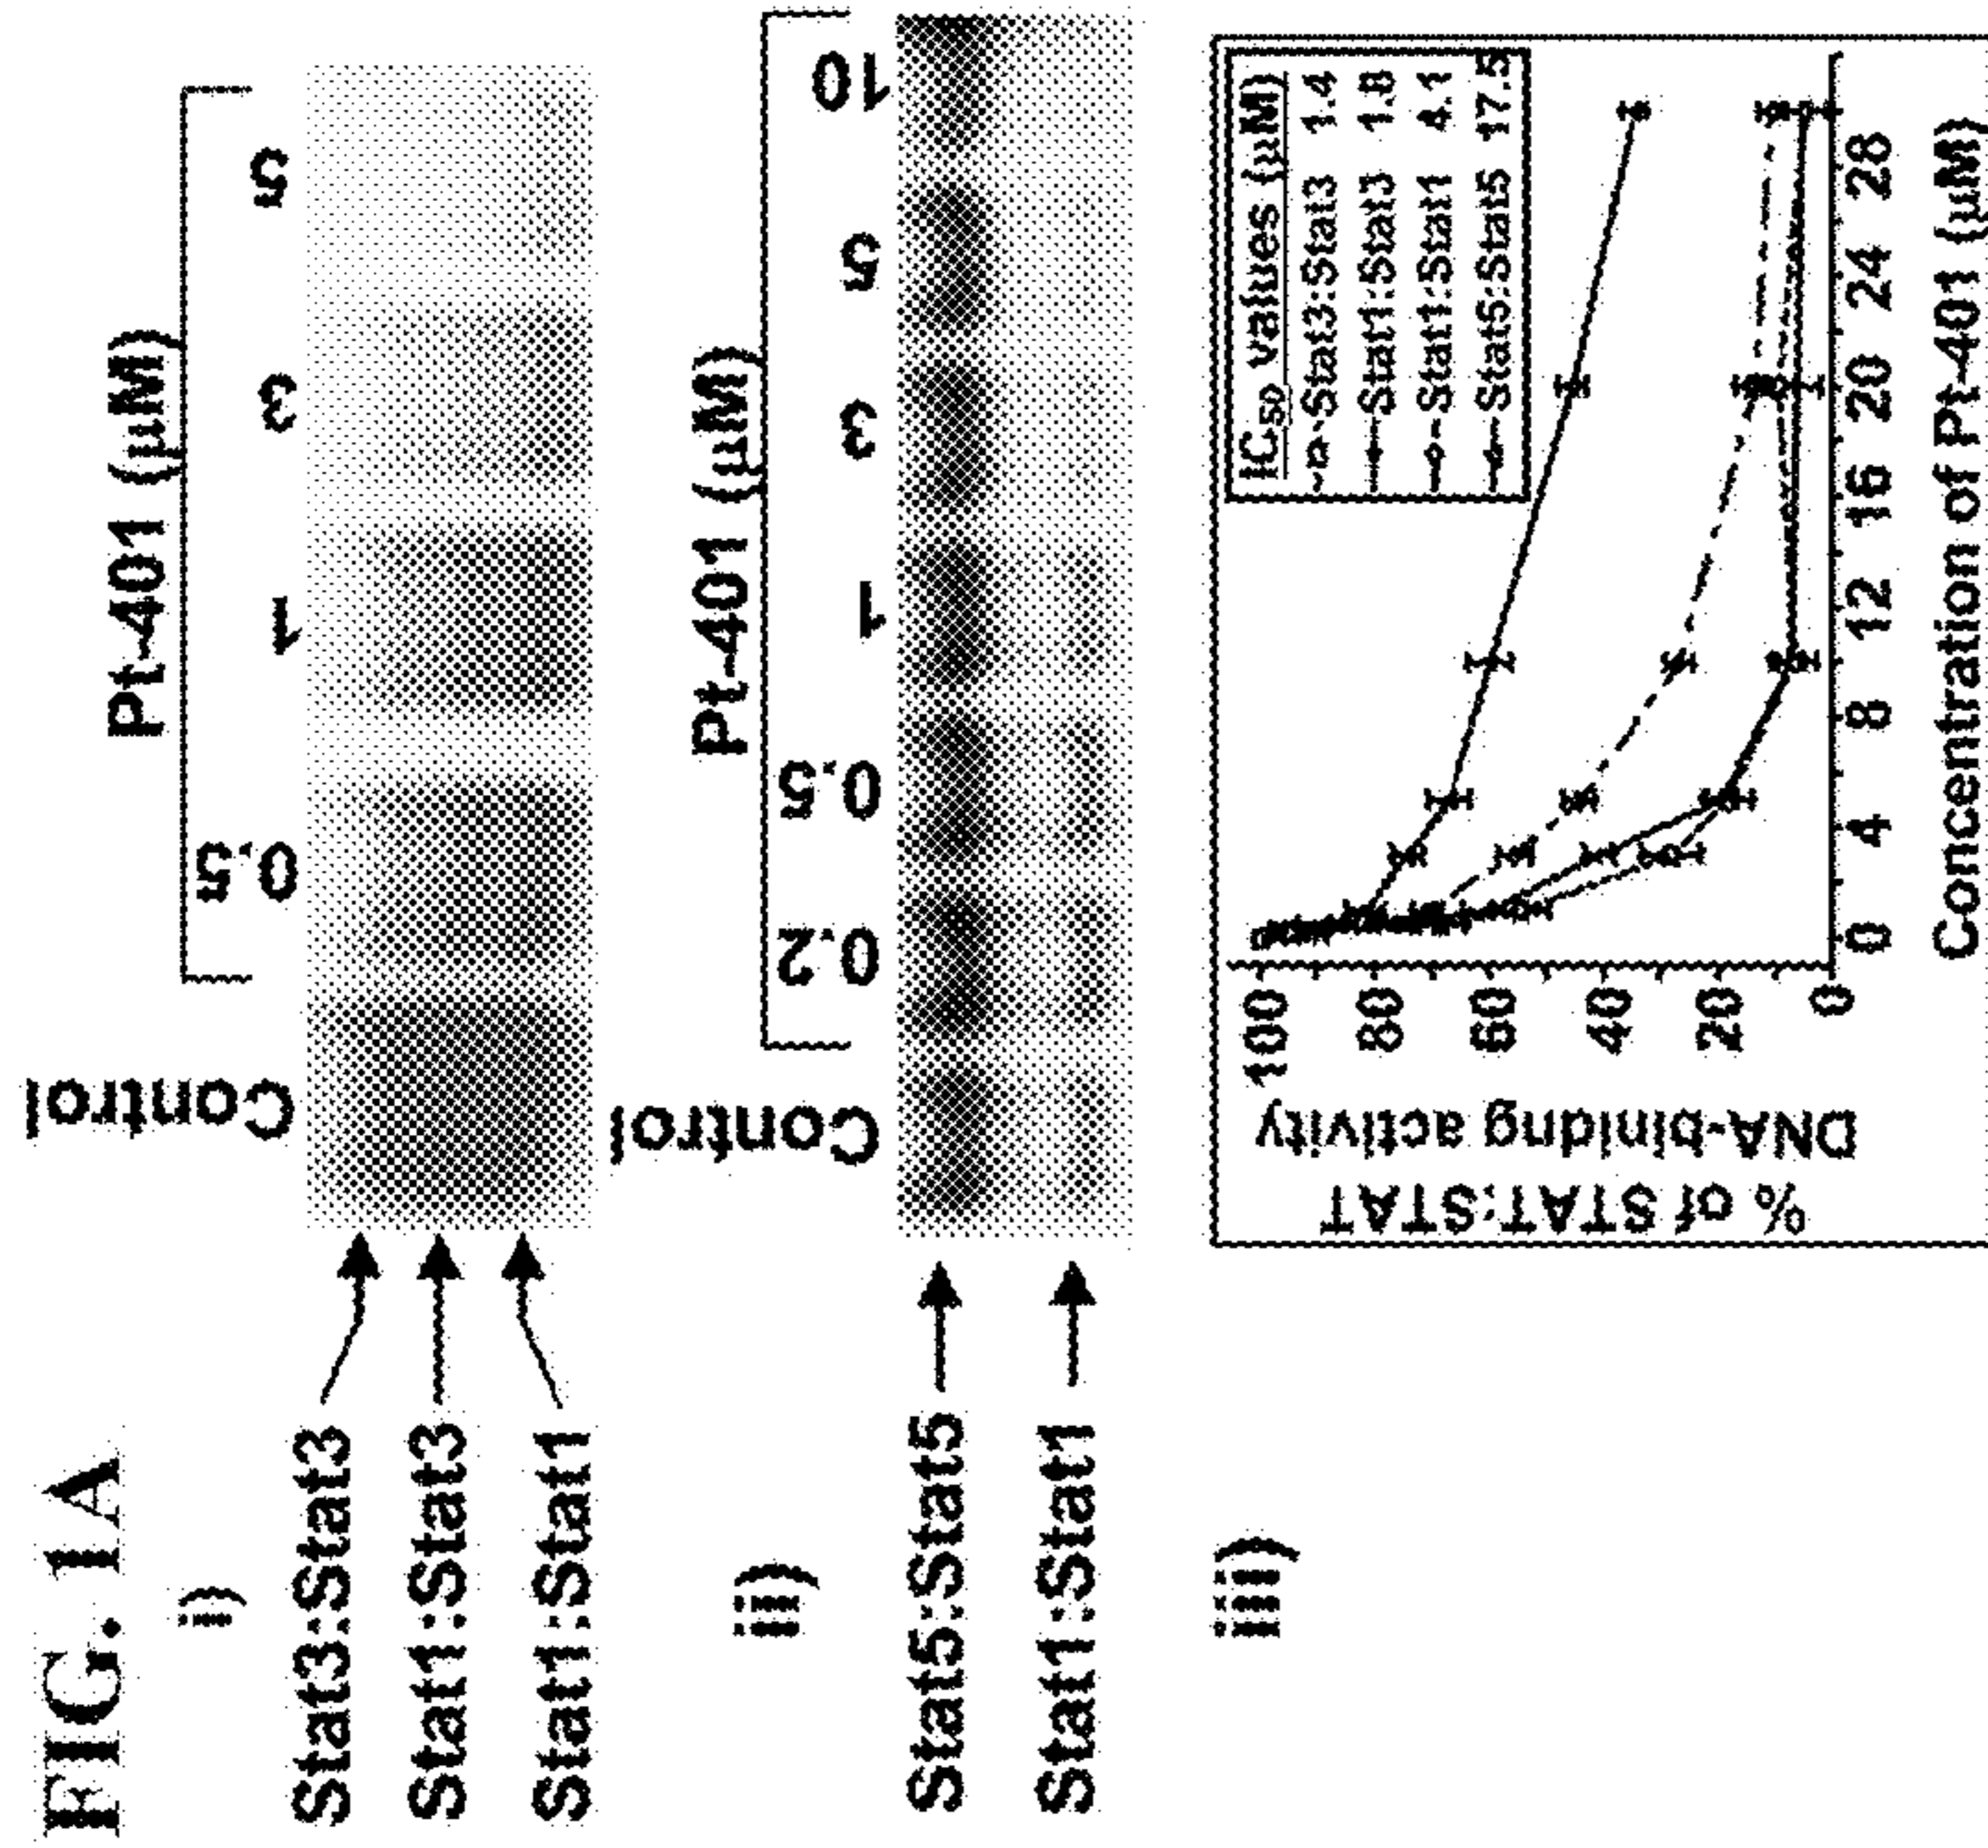 FIG. 1A
i)
Pt-401 (µM)
Control 0.5 1 3 5
Stat3:Stat3
Stat1:Stat3
Stat1:Stat1
ii)
Pt-401 (µM)
Control 0.2 0.5 1 3 5 10
Stat5:Stat5
Stat1:Stat1
iii)
% of STAT:STAT
DNA-binidng activity
100
80
60
40
20
0
IC50 values (µM)
Stat3:Stat3 1.4
Stat1:Stat3 1.8
Stat1:Stat1 4.1
Stat5:Stat5 17.5
0 4 8 12 16 20 24 28
Concentration of Pt-401 (µM)